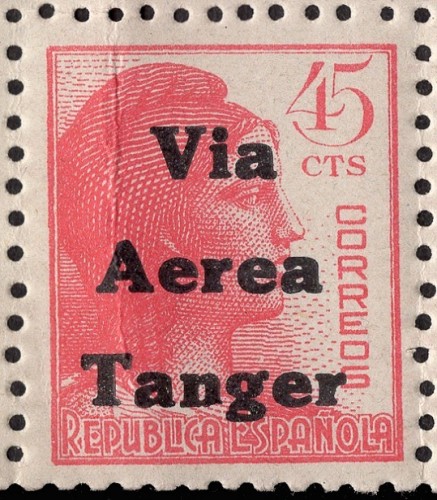 45
CTS
Via
Aerea
Tanger
CORREOS
REPUBLICA ESPAÑOLA